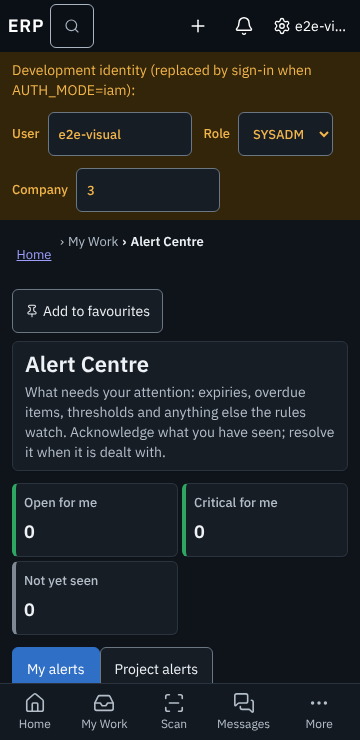 ERP
e2e-vi...
Development identity (replaced by sign-in when
AUTH_MODE=iam):
User e2e-visual Role SYSADM
Company 3
Home › My Work › Alert Centre
Add to favourites
Alert Centre
What needs your attention: expiries, overdue
items, thresholds and anything else the rules
watch. Acknowledge what you have seen; resolve
it when it is dealt with.
Open for me Critical for me
0 0
Not yet seen
0
My alerts Project alerts
Home My Work Scan Messages More